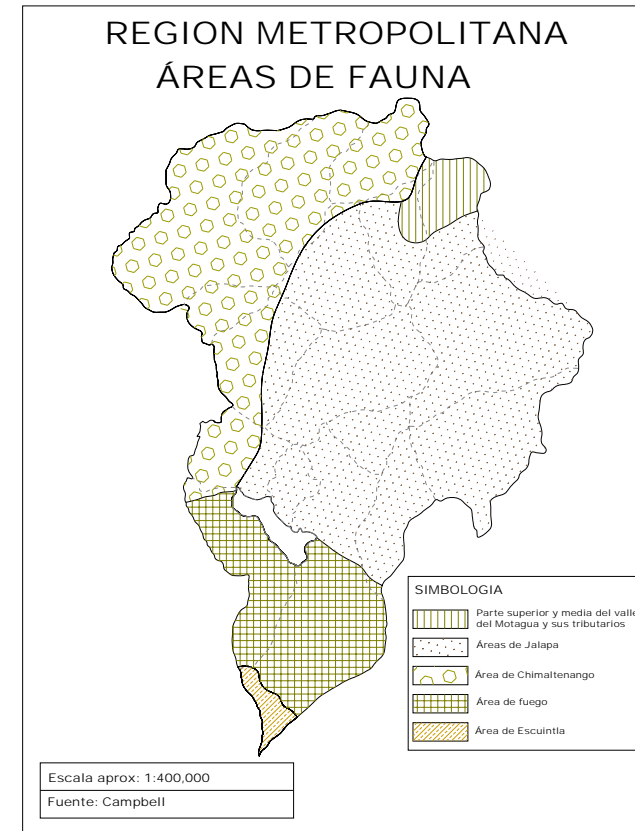 REGION METROPOLITANA
ÁREAS DE FAUNA
SIMBOLOGIA
Parte superior y media del valle
del Motagua y sus tributarios
Áreas de Jalapa
Área de Chimaltenango
Área de fuego
Área de Escuintla
Escala aprox: 1:400,000
Fuente: Campbell